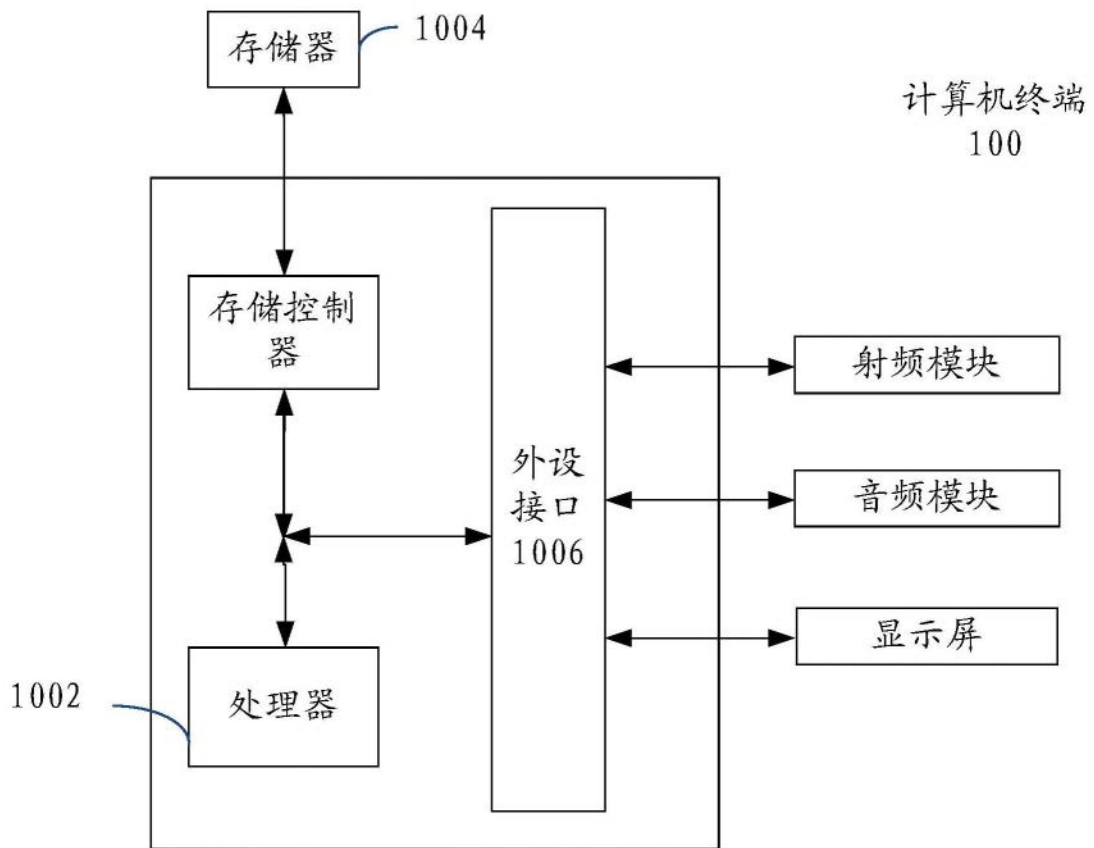 存储器
1004
计算机终端
100
存储控制
器
射频模块
外设
接口
1006
音频模块
显示屏
1002
处理器